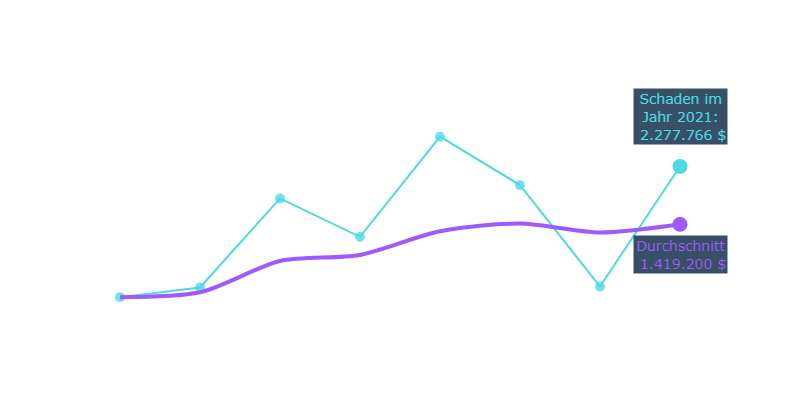 Schaden im
Jahr 2021:
2.277.766 $
Durchschnitt
1.419.200 $